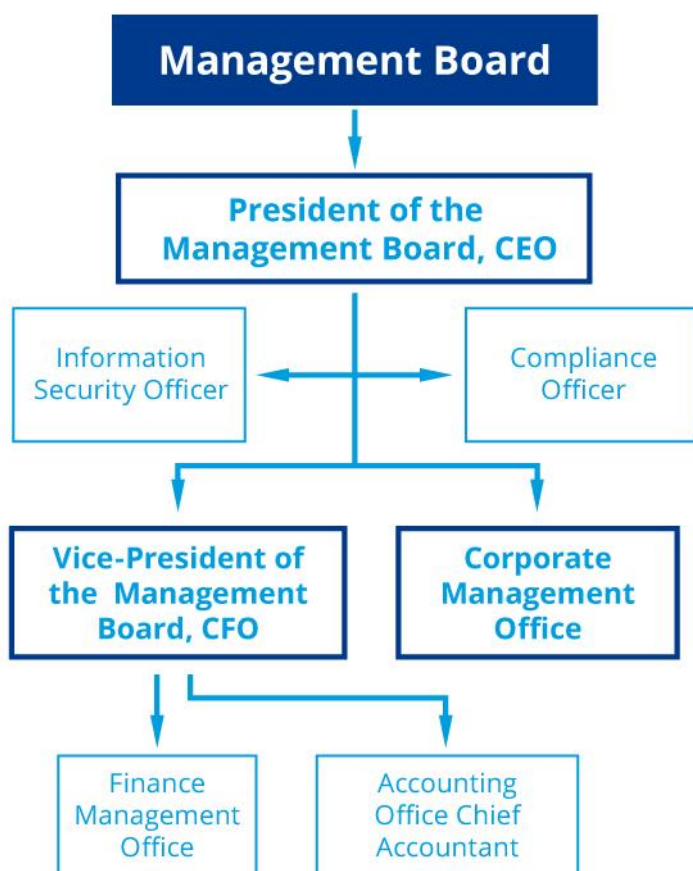 Management Board
President of the
Management Board, CEO
Information
Security Officer
Compliance
Officer
Vice-President of
the Management
Board, CFO
Corporate
Management
Office
Finance
Management
Office
Accounting
Office Chief
Accountant